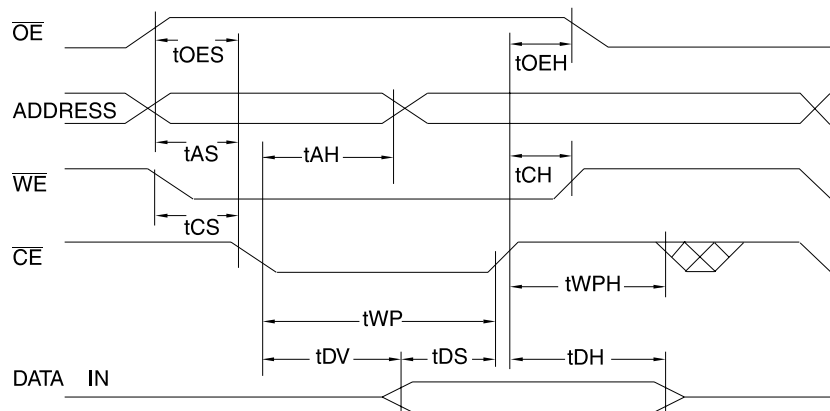 OE
tOES
tOEH
ADDRESS
tAS
tAH
tCH
WE
tCS
CE
tWPH
tWP
tDV
tDS
tDH
DATA IN